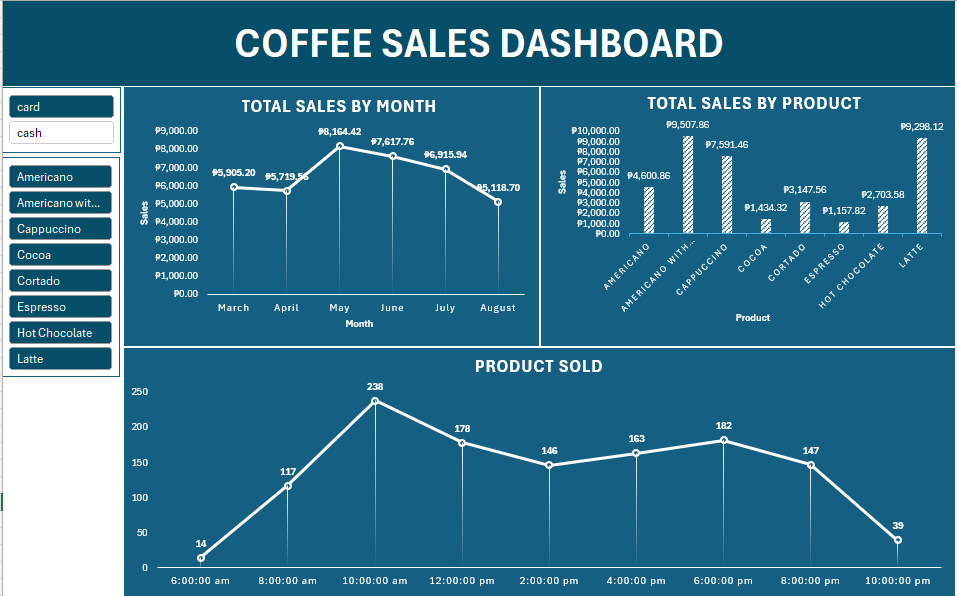 COFFEE SALES DASHBOARD
card
cash
Americano
Americano wit...
Cappuccino
Cocoa
Cortado
Espresso
Hot Chocolate
Latte
TOTAL SALES BY MONTH
₱9,000.00
₱8,000.00
₱7,000.00
₱6,000.00
₱5,000.00
₱4,000.00
₱3,000.00
₱2,000.00
₱1,000.00
₱0.00
Sales
₱5,905.20
₱5,719.56
₱8,164.42
₱7,617.76
₱6,915.94
₱5,118.70
March April May June July August
Month
TOTAL SALES BY PRODUCT
₱10,000.00
₱9,000.00
₱8,000.00
₱7,000.00
₱6,000.00
₱5,000.00
₱4,000.00
₱3,000.00
₱2,000.00
₱1,000.00
₱0.00
Sales
₱4,600.86
₱9,507.86
₱7,591.46
₱1,434.32
₱3,147.56
₱1,157.82
₱2,703.58
₱9,298.12
AMERICANO
AMERICANO WITH...
CAPPUCCINO
COCOA
CORTADO
ESPRESSO
HOT CHOCOLATE
LATTE
Product
PRODUCT SOLD
250
200
150
100
50
0
14
117
238
178
146
163
182
147
39
6:00:00 am 8:00:00 am 10:00:00 am 12:00:00 pm 2:00:00 pm 4:00:00 pm 6:00:00 pm 8:00:00 pm 10:00:00 pm